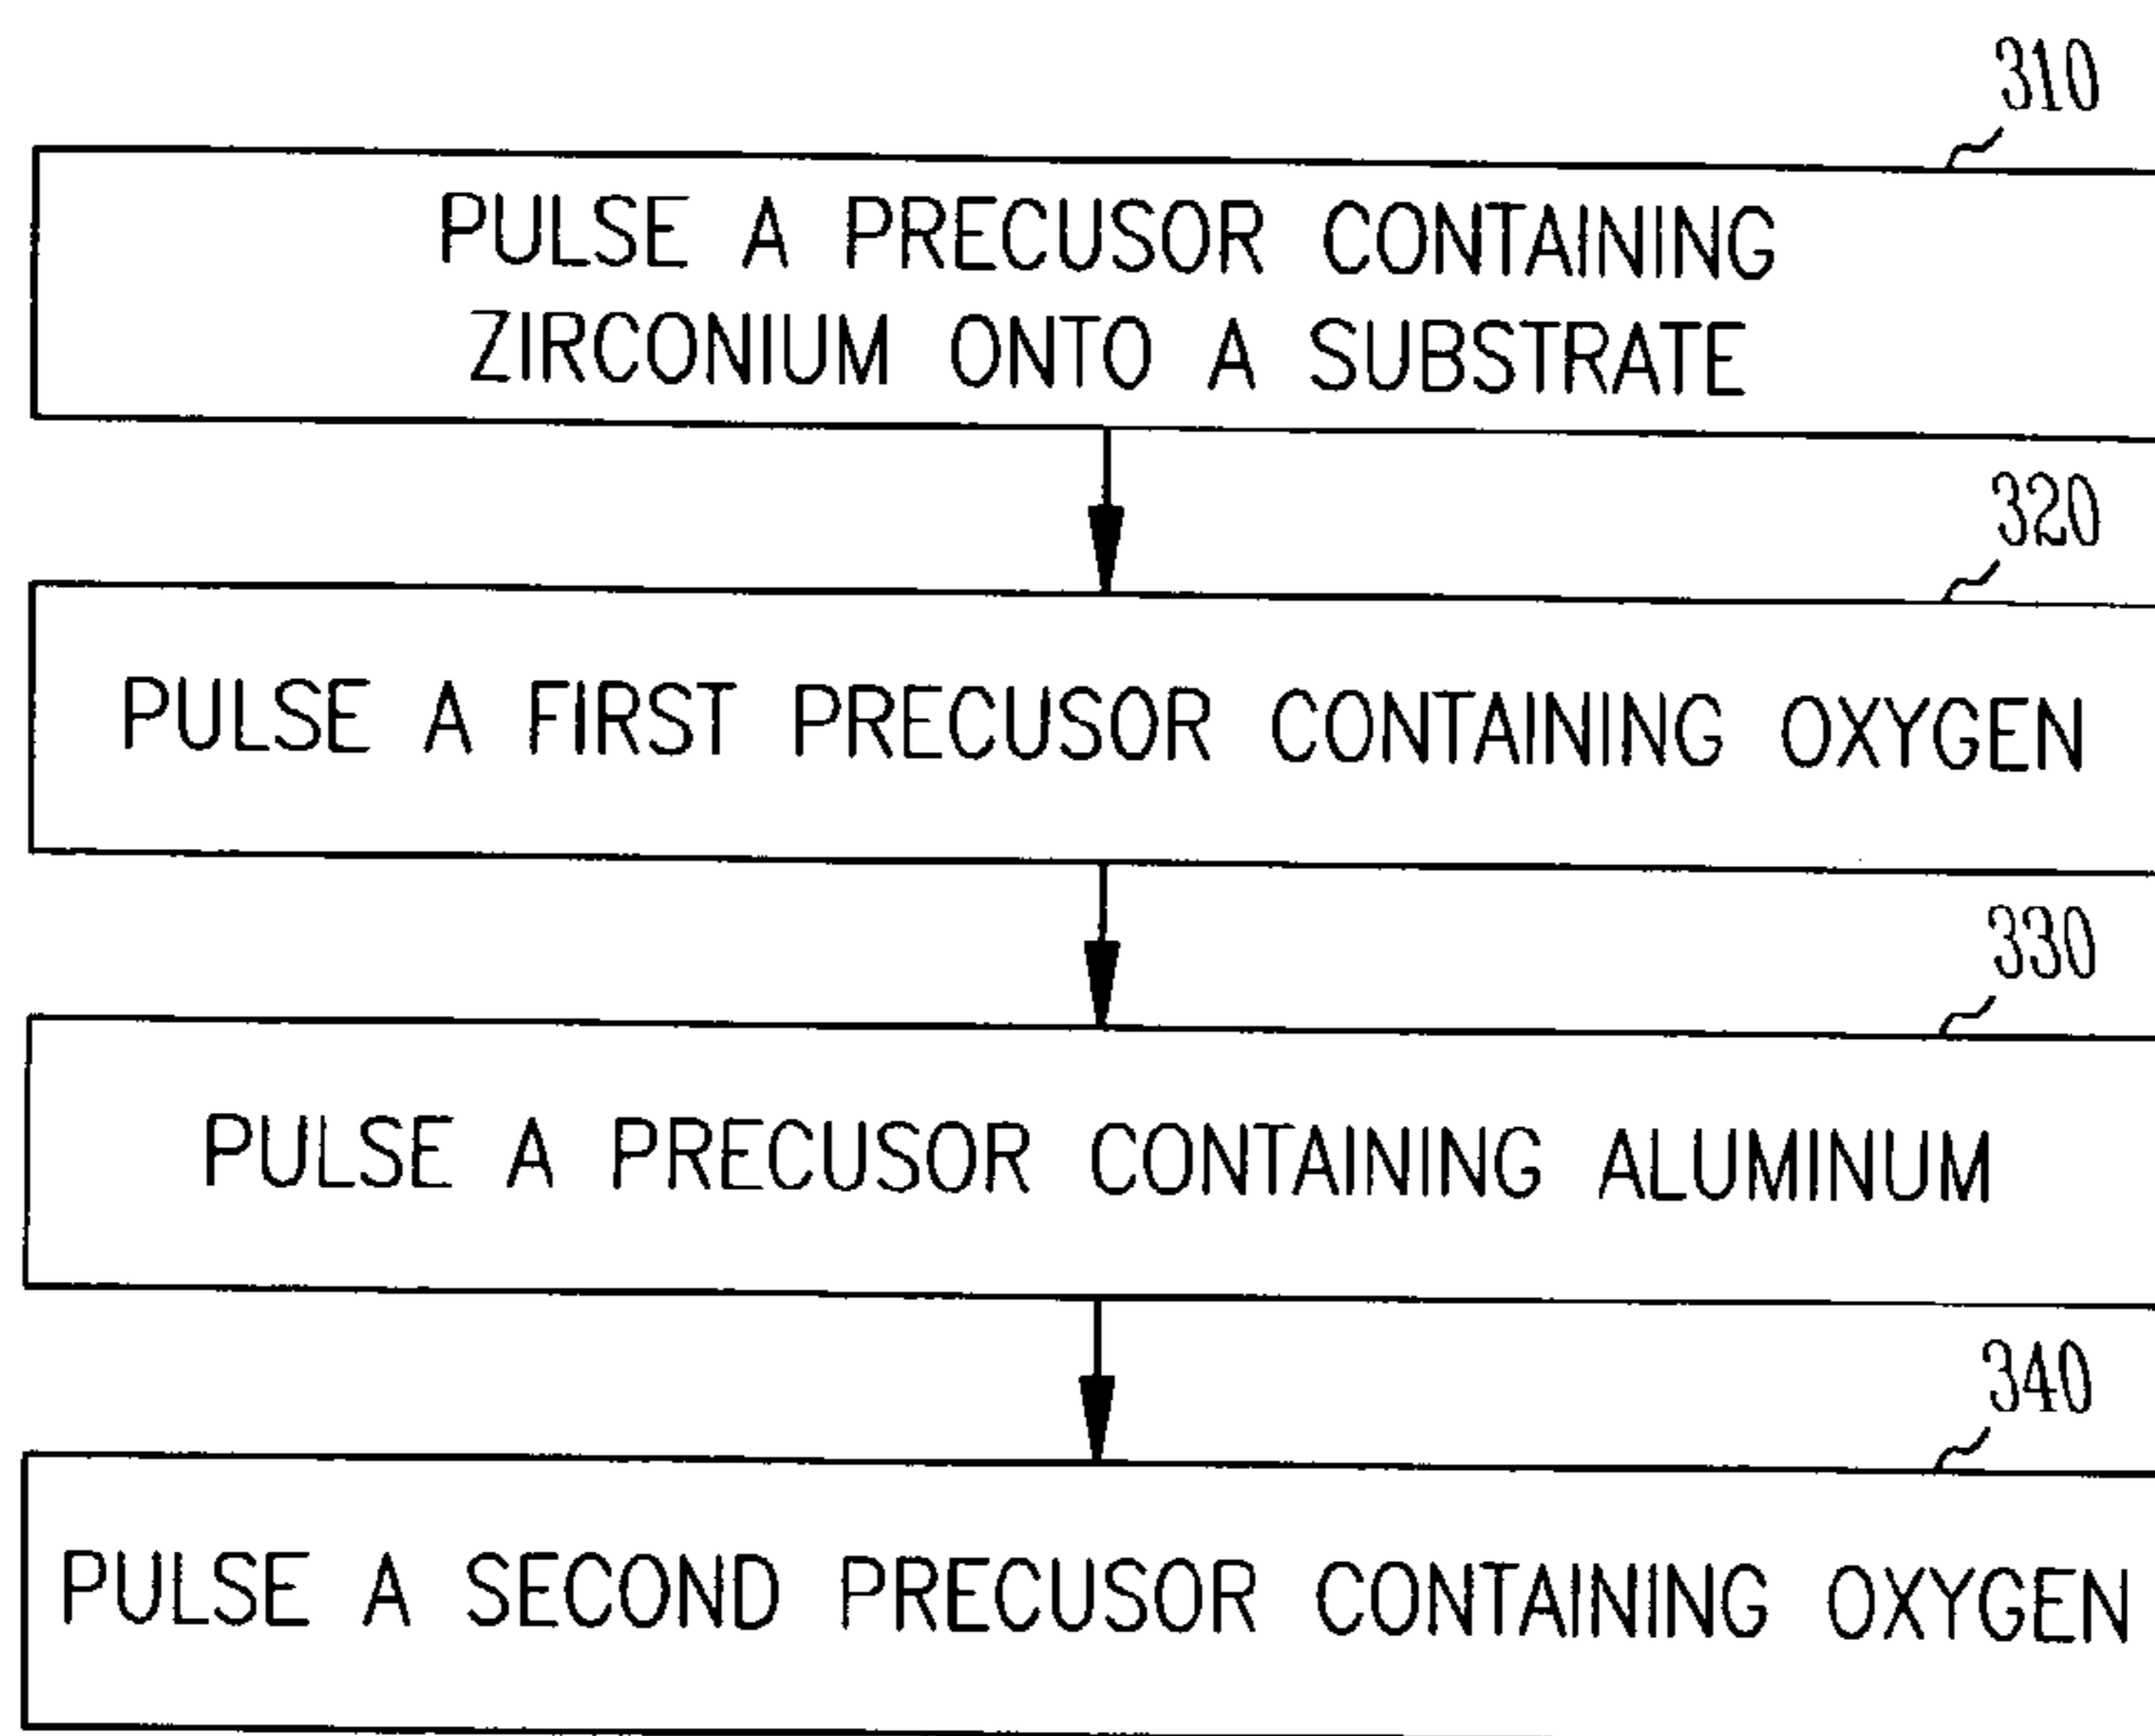 310
PULSE A PRECUSOR CONTAINING
ZIRCONIUM ONTO A SUBSTRATE
320
PULSE A FIRST PRECUSOR CONTAINING OXYGEN
330
PULSE A PRECUSOR CONTAINING ALUMINUM
340
PULSE A SECOND PRECUSOR CONTAINING OXYGEN